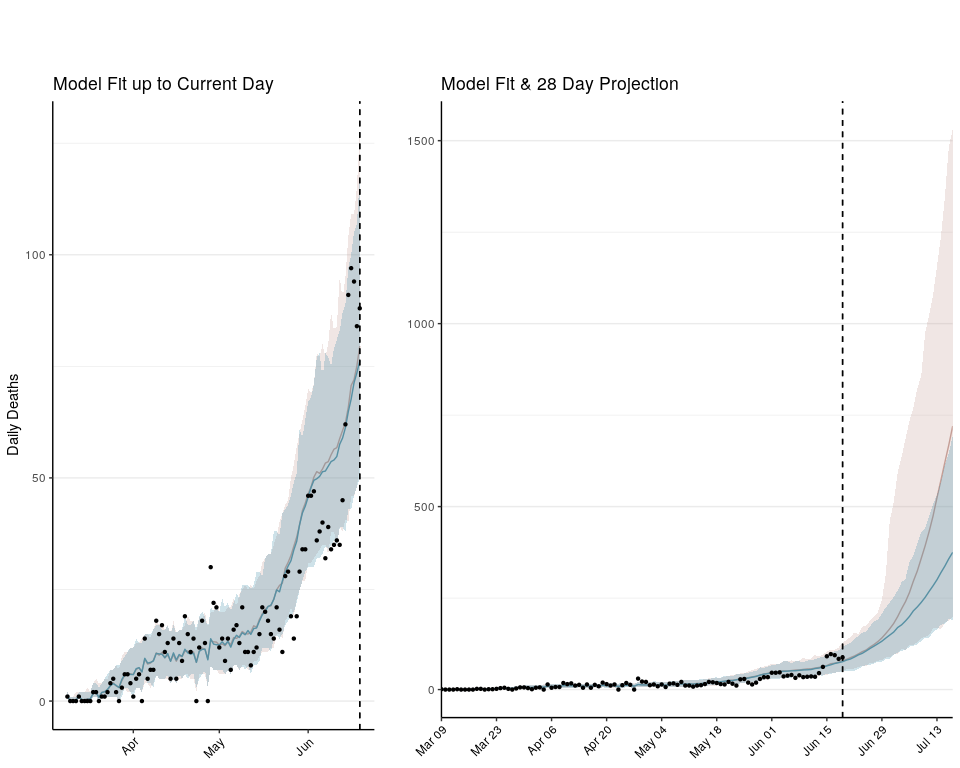 Model Fit up to Current Day
Daily Deaths
100
50
0
Apr
May
Jun
Model Fit & 28 Day Projection
1500
1000
500
0
Mar 09
Mar 23
Apr 06
Apr 20
May 04
May 18
Jun 01
Jun 15
Jun 29
Jul 13